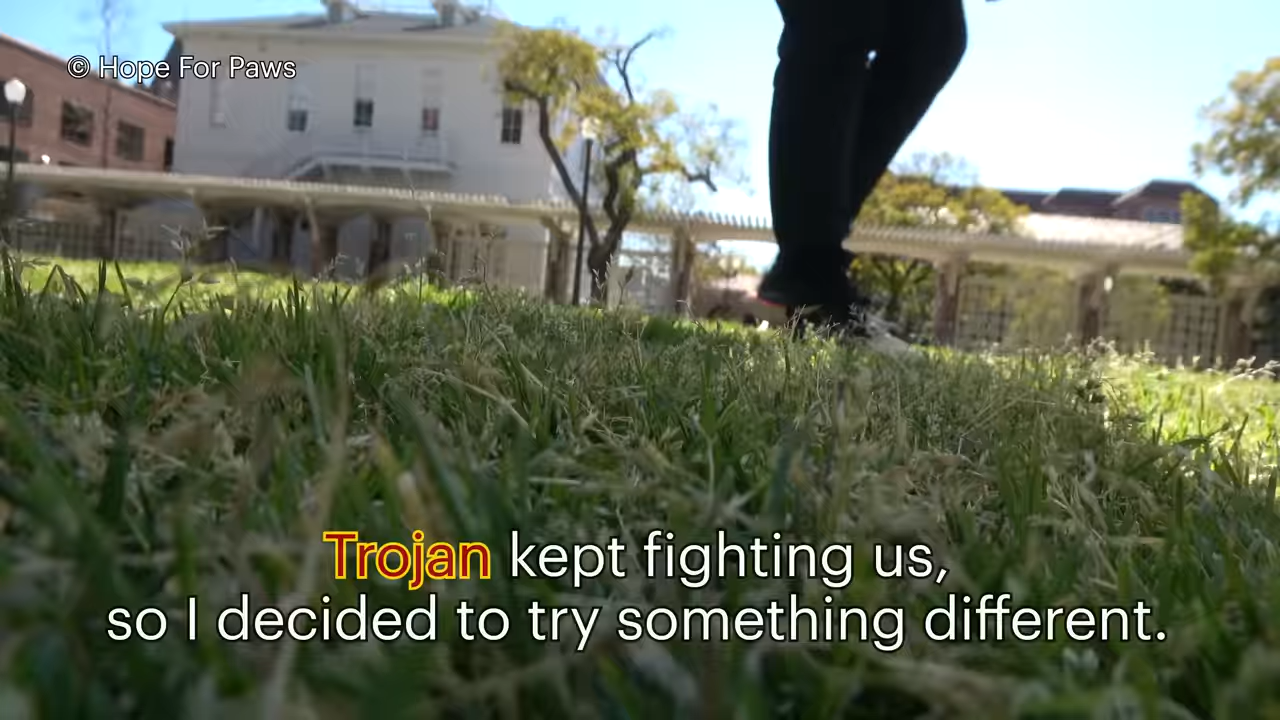 © Hope For Paws
Trojan kept fighting us,
so I decided to try something different.